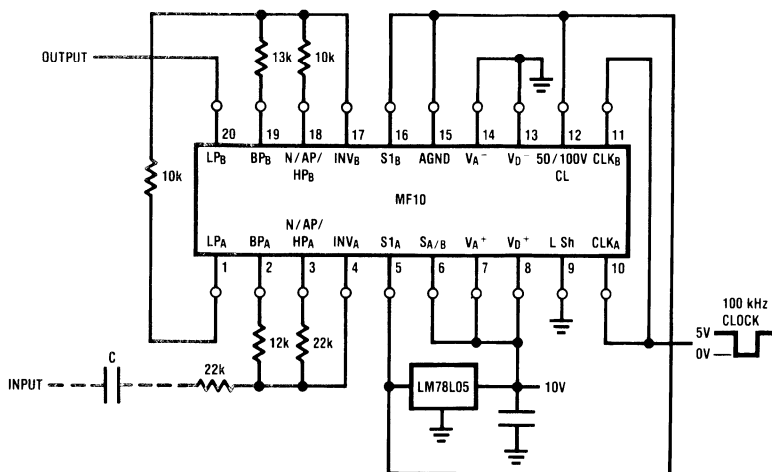 13k 10k
OUTPUT
20 19 18 17 16 15 14 13 12 11
LPB BPB N/AP/ HPB INVB S1B AGND VA− VD− 50/100V CL CLKB
10k
MF10
LPA BPA N/AP/ HPA INVA S1A SA/B VA+ VD+ L Sh CLKA
1 2 3 4 5 6 7 8 9 10
100 kHz
CLOCK
5V
0V
12k 22k
C
INPUT
22k
LM78L05
10V